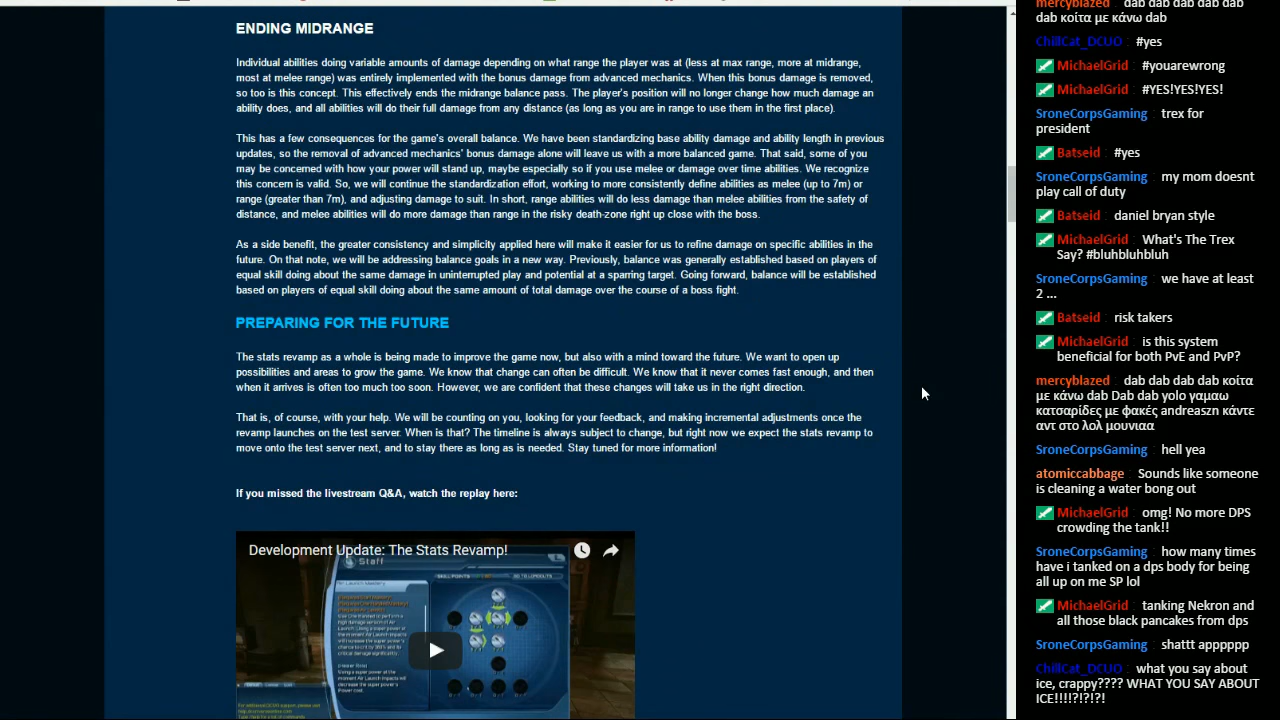 ENDING MIDRANGE
Individual abilities doing variable amounts of damage depending on what range the player was at (less at max range, more at midrange,
most at melee range) was entirely implemented with the bonus damage from advanced mechanics. When this bonus damage is removed,
so too is this concept. This effectively ends the midrange balance pass. The player's position will no longer change how much damage an
ability does, and all abilities will do their full damage from any distance (as long as you are in range to use them in the first place).
This has a few consequences for the game's overall balance. We have been standardizing base ability damage and ability length in previous
updates, so the removal of advanced mechanics' bonus damage alone will leave us with a more balanced game. That said, some of you
may be concerned with how your power will stand up, maybe especially so if you use melee or damage over time abilities. We recognize
this concern is valid. So, we will continue the standardization effort, working to more consistently define abilities as melee (up to 7m) or
range (greater than 7m), and adjusting damage to suit. In short, range abilities will do less damage than melee abilities from the safety of
distance, and melee abilities will do more damage than range in the risky death-zone right up close with the boss.
As a side benefit, the greater consistency and simplicity applied here will make it easier for us to refine damage on specific abilities in the
future. On that note, we will be addressing balance goals in a new way. Previously, balance was generally established based on players of
equal skill doing about the same damage in uninterrupted play and potential at a sparring target. Going forward, balance will be established
based on players of equal skill doing about the same amount of total damage over the course of a boss fight.
PREPARING FOR THE FUTURE
The stats revamp as a whole is being made to improve the game now, but also with a mind toward the future. We want to open up
possibilities and areas to grow the game. We know that change can often be difficult. We know that it never comes fast enough, and then
when it arrives is often too much too soon. However, we are confident that these changes will take us in the right direction.
That is, of course, with your help. We will be counting on you, looking for your feedback, and making incremental adjustments once the
revamp launches on the test server. When is that? The timeline is always subject to change, but right now we expect the stats revamp to
move onto the test server next, and to stay there as long as is needed. Stay tuned for more information!
If you missed the livestream Q&A, watch the replay here:
Development Update: The Stats Revamp!
Staff
SKILL POINTS
GO TO LOADOUTS
Air Launch Mastery
mercyblazed dab dab dab dab dab
dab κοίτα με κάνω dab
ChillCat_DCUO : #yes
MichaelGrid : #youarewrong
MichaelGrid : #YES!YES!YES!
SroneCorpsGaming : trex for
president
Batseid : #yes
SroneCorpsGaming : my mom doesnt
play call of duty
Batseid : daniel bryan style
MichaelGrid : What's The Trex
Say? #bluhbluhbluh
SroneCorpsGaming : we have at least
2 ...
Batseid : risk takers
MichaelGrid : is this system
beneficial for both PvE and PvP?
mercyblazed : dab dab dab dab κοίτα
με κάνω dab Dab dab yolo γαμαω
κατσαρίδες με φακές andreaszn κάντε
αντ στο λολ μουνιαα
SroneCorpsGaming : hell yea
atomiccabbage : Sounds like someone
is cleaning a water bong out
MichaelGrid : omg! No more DPS
crowding the tank!!
SroneCorpsGaming : how many times
have i tanked on a dps body for being
all up on me SP lol
MichaelGrid : tanking Nexus and
all those black pancakes from dps
SroneCorpsGaming : shattt apppppp
ChillCat_DCUO : what you say about
ice, crappy???? WHAT YOU SAY ABOUT
ICE!!!!?!?!?!